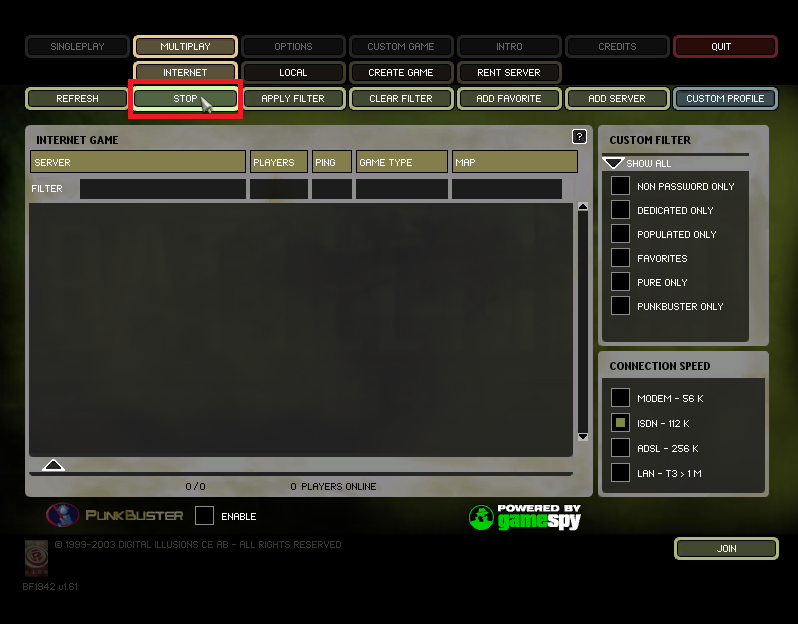 SINGLEPLAY MULTIPLAY OPTIONS CUSTOM GAME INTRO CREDITS QUIT
INTERNET LOCAL CREATE GAME RENT SERVER
REFRESH STOP APPLY FILTER CLEAR FILTER ADD FAVORITE ADD SERVER CUSTOM PROFILE
INTERNET GAME ?
SERVER PLAYERS PING GAME TYPE MAP
FILTER
0/0 0 PLAYERS ONLINE
CUSTOM FILTER
SHOW ALL
NON PASSWORD ONLY
DEDICATED ONLY
POPULATED ONLY
FAVORITES
PURE ONLY
PUNKBUSTER ONLY
CONNECTION SPEED
MODEM - 56 K
ISDN - 112 K
ADSL - 256 K
LAN - T3 > 1 M
PUNKBUSTER ENABLE
POWERED BY
gamespy
© 1999-2003 DIGITAL ILLUSIONS CE AB - ALL RIGHTS RESERVED
JOIN
BF1942 v1.61